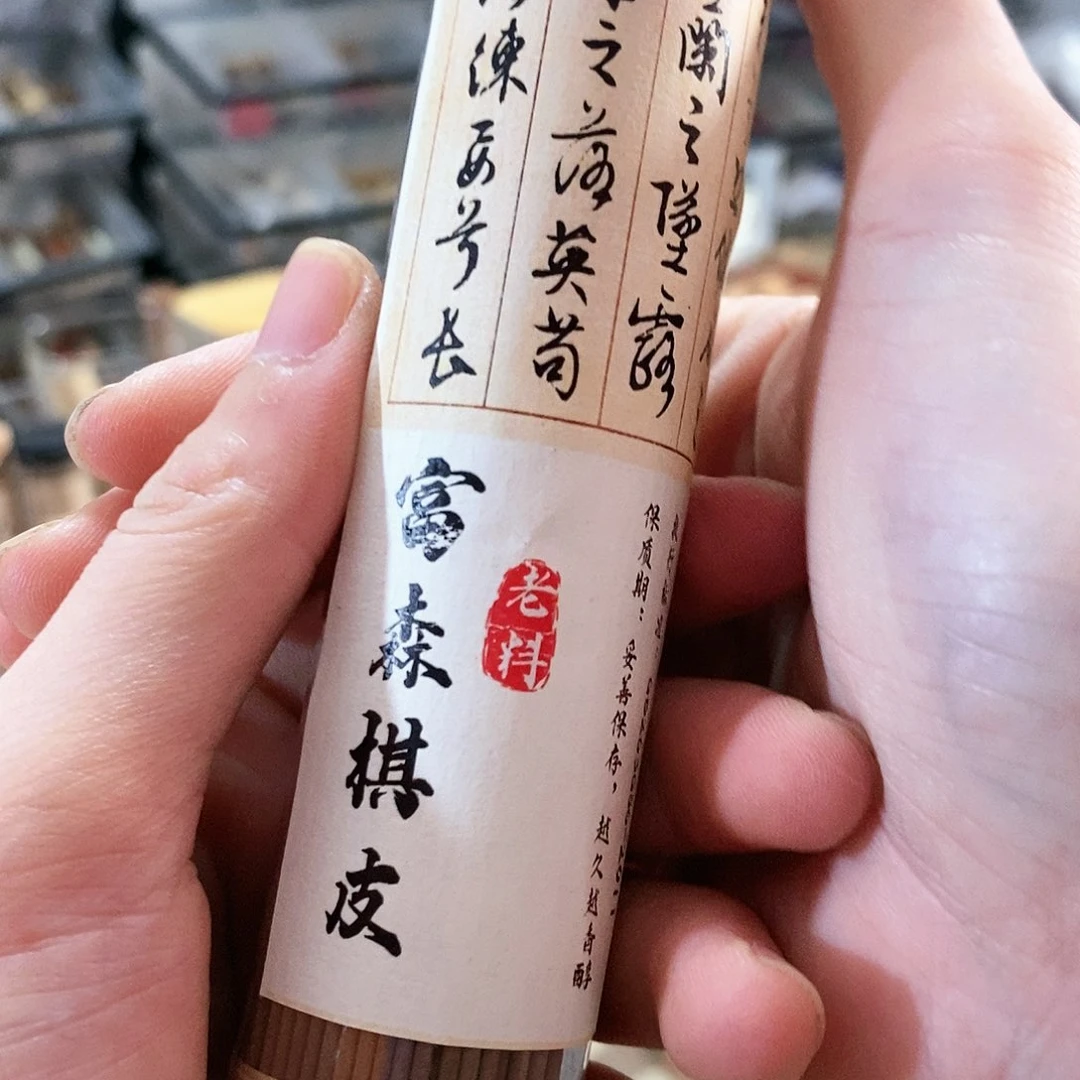 蘭之墜露
之落英苟
練要兮長
保质期：妥善保存，越久越香醇
老料
富森棋皮